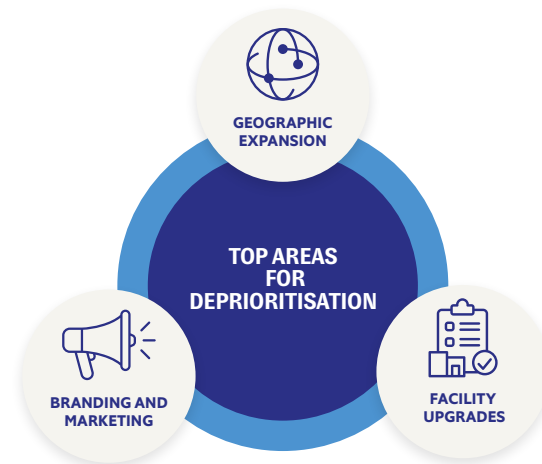 GEOGRAPHIC
EXPANSION
TOP AREAS
FOR
DEPRIORITISATION
BRANDING AND
MARKETING
FACILITY
UPGRADES